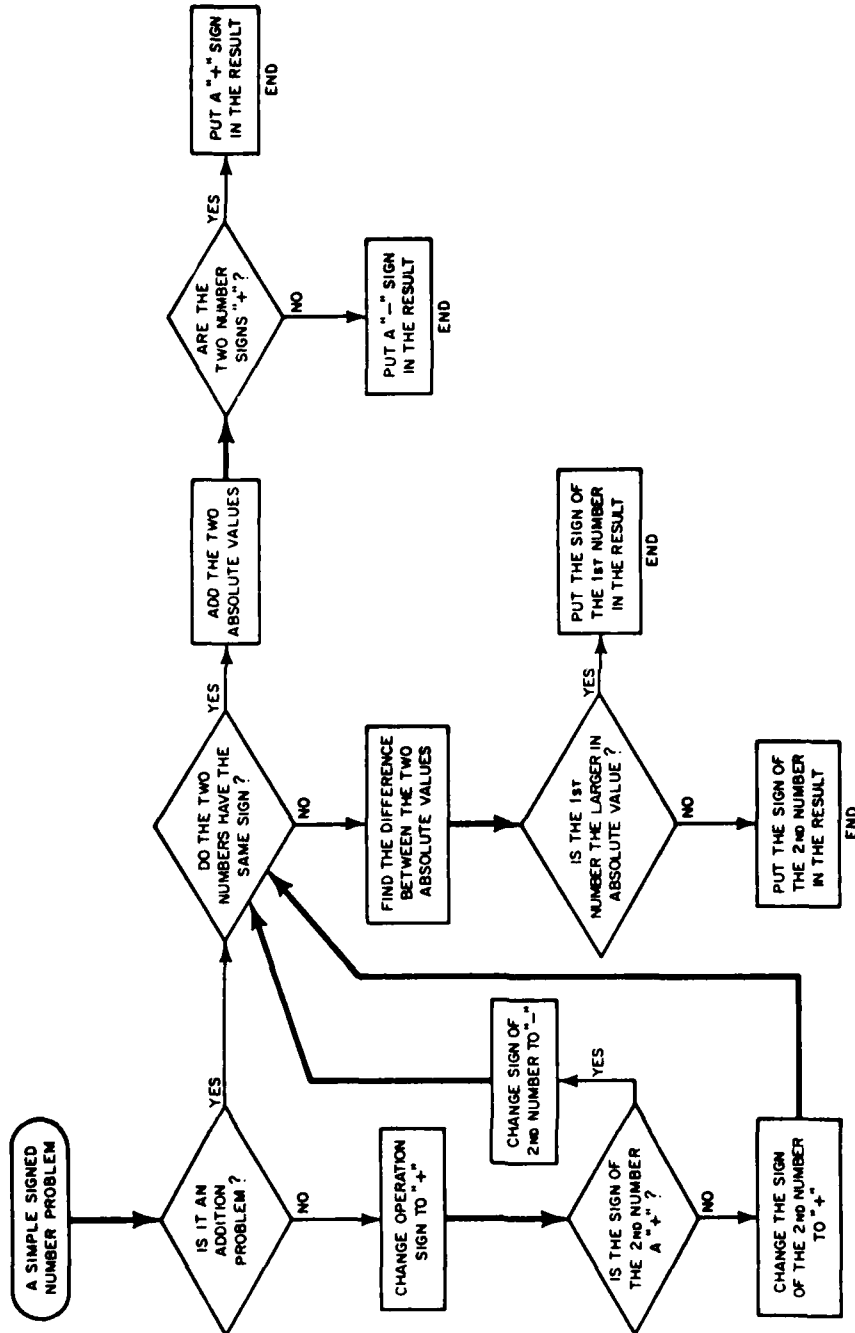 A SIMPLE SIGNED
NUMBER PROBLEM
IS IT AN
ADDITION
PROBLEM?
YES
NO
CHANGE OPERATION
SIGN TO "+"
IS THE SIGN OF
THE 2ND NUMBER
A "+" ?
YES
CHANGE SIGN OF
2ND NUMBER TO "-"
NO
CHANGE THE SIGN
OF THE 2ND NUMBER
TO "+"
DO THE TWO
NUMBERS HAVE THE
SAME SIGN ?
YES
NO
FIND THE DIFFERENCE
BETWEEN THE TWO
ABSOLUTE VALUES
IS THE 1ST
NUMBER THE LARGER IN
ABSOLUTE VALUE ?
YES
PUT THE SIGN OF
THE 1ST NUMBER
IN THE RESULT
END
NO
PUT THE SIGN OF
THE 2ND NUMBER
IN THE RESULT
END
ADD THE TWO
ABSOLUTE VALUES
ARE THE
TWO NUMBER
SIGNS "+" ?
YES
PUT A "+" SIGN
IN THE RESULT
END
NO
PUT A "-" SIGN
IN THE RESULT
END